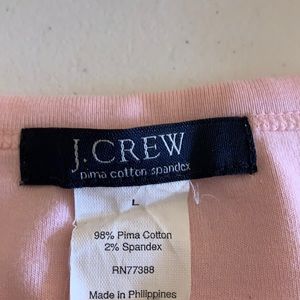 J.CREW
pima cotton spandex
L
98% Pima Cotton
2% Spandex
RN77388
Made in Philippines